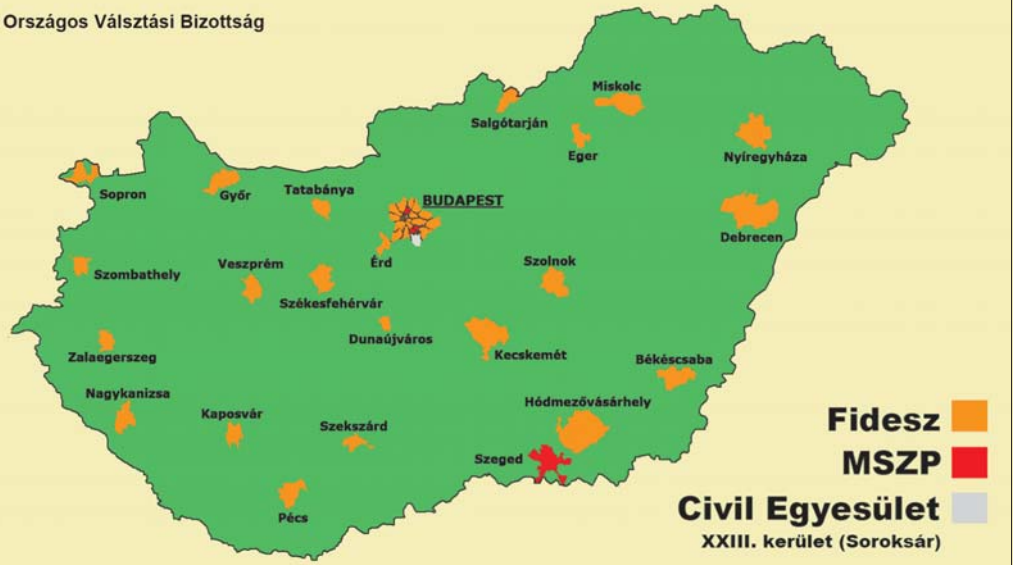 Országos Válsztási Bizottság
Miskolc
Salgótarján
Eger
Nyíregyháza
Sopron
Győr
Tatabánya
BUDAPEST
Debrecen
Érd
Szombathely
Veszprém
Székesfehérvár
Szolnok
Dunaújváros
Zalaegerszeg
Kecskemét
Békéscsaba
Nagykanizsa
Kaposvár
Szekszárd
Hódmezővásárhely
Szeged
Pécs
Fidesz
MSZP
Civil Egyesület
XXIII. kerület (Soroksár)